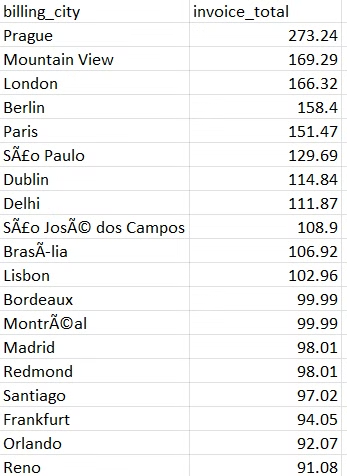 billing_city invoice_total
Prague 273.24
Mountain View 169.29
London 166.32
Berlin 158.4
Paris 151.47
SÃ£o Paulo 129.69
Dublin 114.84
Delhi 111.87
SÃ£o JosÃ© dos Campos 108.9
BrasÃ-lia 106.92
Lisbon 102.96
Bordeaux 99.99
MontrÃ©al 99.99
Madrid 98.01
Redmond 98.01
Santiago 97.02
Frankfurt 94.05
Orlando 92.07
Reno 91.08